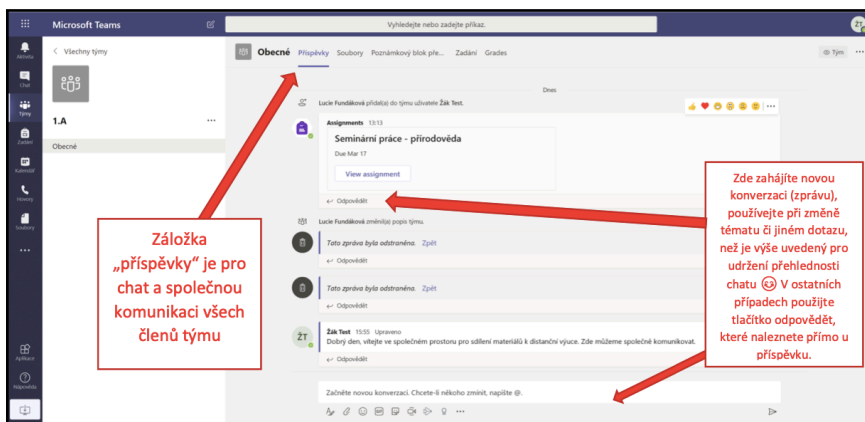 Microsoft Teams
Vyhledejte nebo zadejte příkaz.
ŽT
Aktivita
Chat
Týmy
Zadání
Kalendář
Hovory
Soubory
Aplikace
Nápověda
< Všechny týmy
1.A
Obecné
Obecné Příspěvky Soubory Poznámkový blok pře... Zadání Grades
Tým
Dnes
Lucie Fundáková přidal(a) do týmu uživatele Žák Test.
Assignments 13:13
Seminární práce - přírodověda
Due Mar 17
View assignment
Odpovědět
Lucie Fundáková změnil(a) popis týmu.
Tato zpráva byla odstraněna. Zpět
Odpovědět
Tato zpráva byla odstraněna. Zpět
Odpovědět
ŽT
Žák Test 15:55 Upraveno
Dobrý den, vítejte ve společném prostoru pro sdílení materiálů k distanční výuce. Zde můžeme společně komunikovat.
Odpovědět
Začněte novou konverzaci. Chcete-li někoho zmínit, napište @.
Záložka
„příspěvky“ je pro
chat a společnou
komunikaci všech
členů týmu
Zde zahájíte novou
konverzaci (zprávu),
používejte při změně
tématu či jiném dotazu,
než je výše uvedený pro
udržení přehlednosti
chatu 😊 V ostatních
případech použijte
tlačítko odpovědět,
které naleznete přímo u
příspěvku.